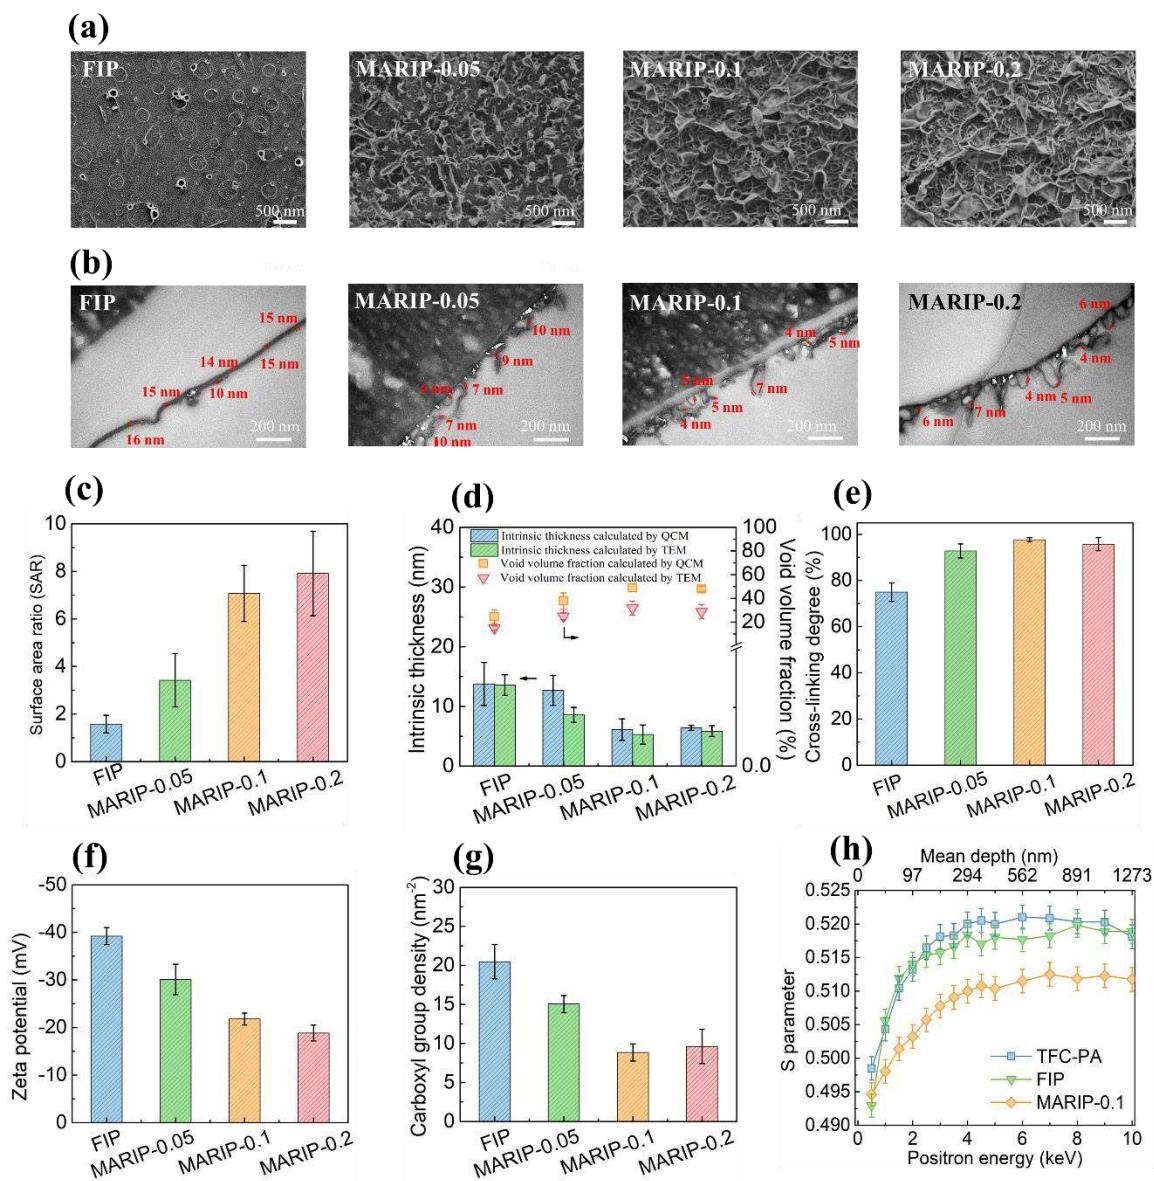 (a)
FIP
MARIP-0.05
MARIP-0.1
MARIP-0.2
500 nm
500 nm
500 nm
500 nm
(b)
FIP
MARIP-0.05
MARIP-0.1
MARIP-0.2
15 nm
14 nm
15 nm
15 nm
10 nm
16 nm
200 nm
10 nm
9 nm
7 nm
7 nm
10 nm
200 nm
4 nm
5 nm
5 nm
7 nm
5 nm
4 nm
200 nm
6 nm
4 nm
4 nm
5 nm
7 nm
6 nm
200 nm
(c)
Surface area ratio (SAR)
10
8
6
4
2
0
FIP
MARIP-0.05
MARIP-0.1
MARIP-0.2
(d)
Intrinsic thickness (nm)
40
30
20
10
0
Intrinsic thickness calculated by QCM
Intrinsic thickness calculated by TEM
Void volume fraction calculated by QCM
Void volume fraction calculated by TEM
100
80
60
40
20
0.0
Void volume fraction (%)
FIP
MARIP-0.05
MARIP-0.1
MARIP-0.2
(e)
Cross-linking degree (%)
100
80
60
40
20
0
FIP
MARIP-0.05
MARIP-0.1
MARIP-0.2
(f)
Zeta potential (mV)
-50
-40
-30
-20
-10
0
FIP
MARIP-0.05
MARIP-0.1
MARIP-0.2
(g)
Carboxyl group density (nm-2)
30
25
20
15
10
5
0
FIP
MARIP-0.05
MARIP-0.1
MARIP-0.2
(h)
Mean depth (nm)
0 97 294 562 891 1273
S parameter
0.525
0.520
0.515
0.510
0.505
0.500
0.495
0.490
TFC-PA
FIP
MARIP-0.1
0 2 4 6 8 10
Positron energy (keV)